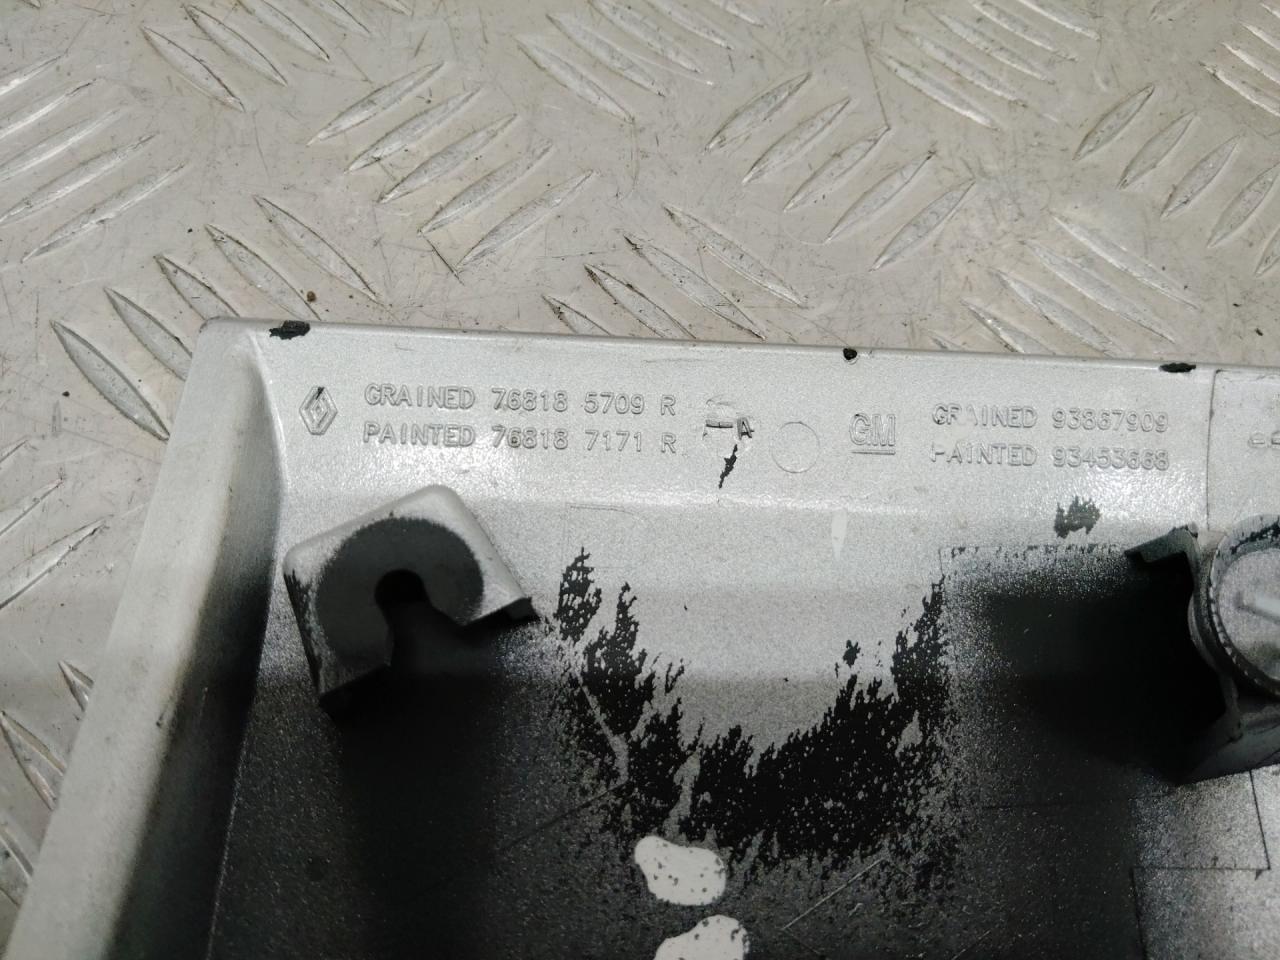 GRAINED 76818 5709 R
PAINTED 76818 7171 R
GM
GRAINED 93867909
PAINTED 93453668